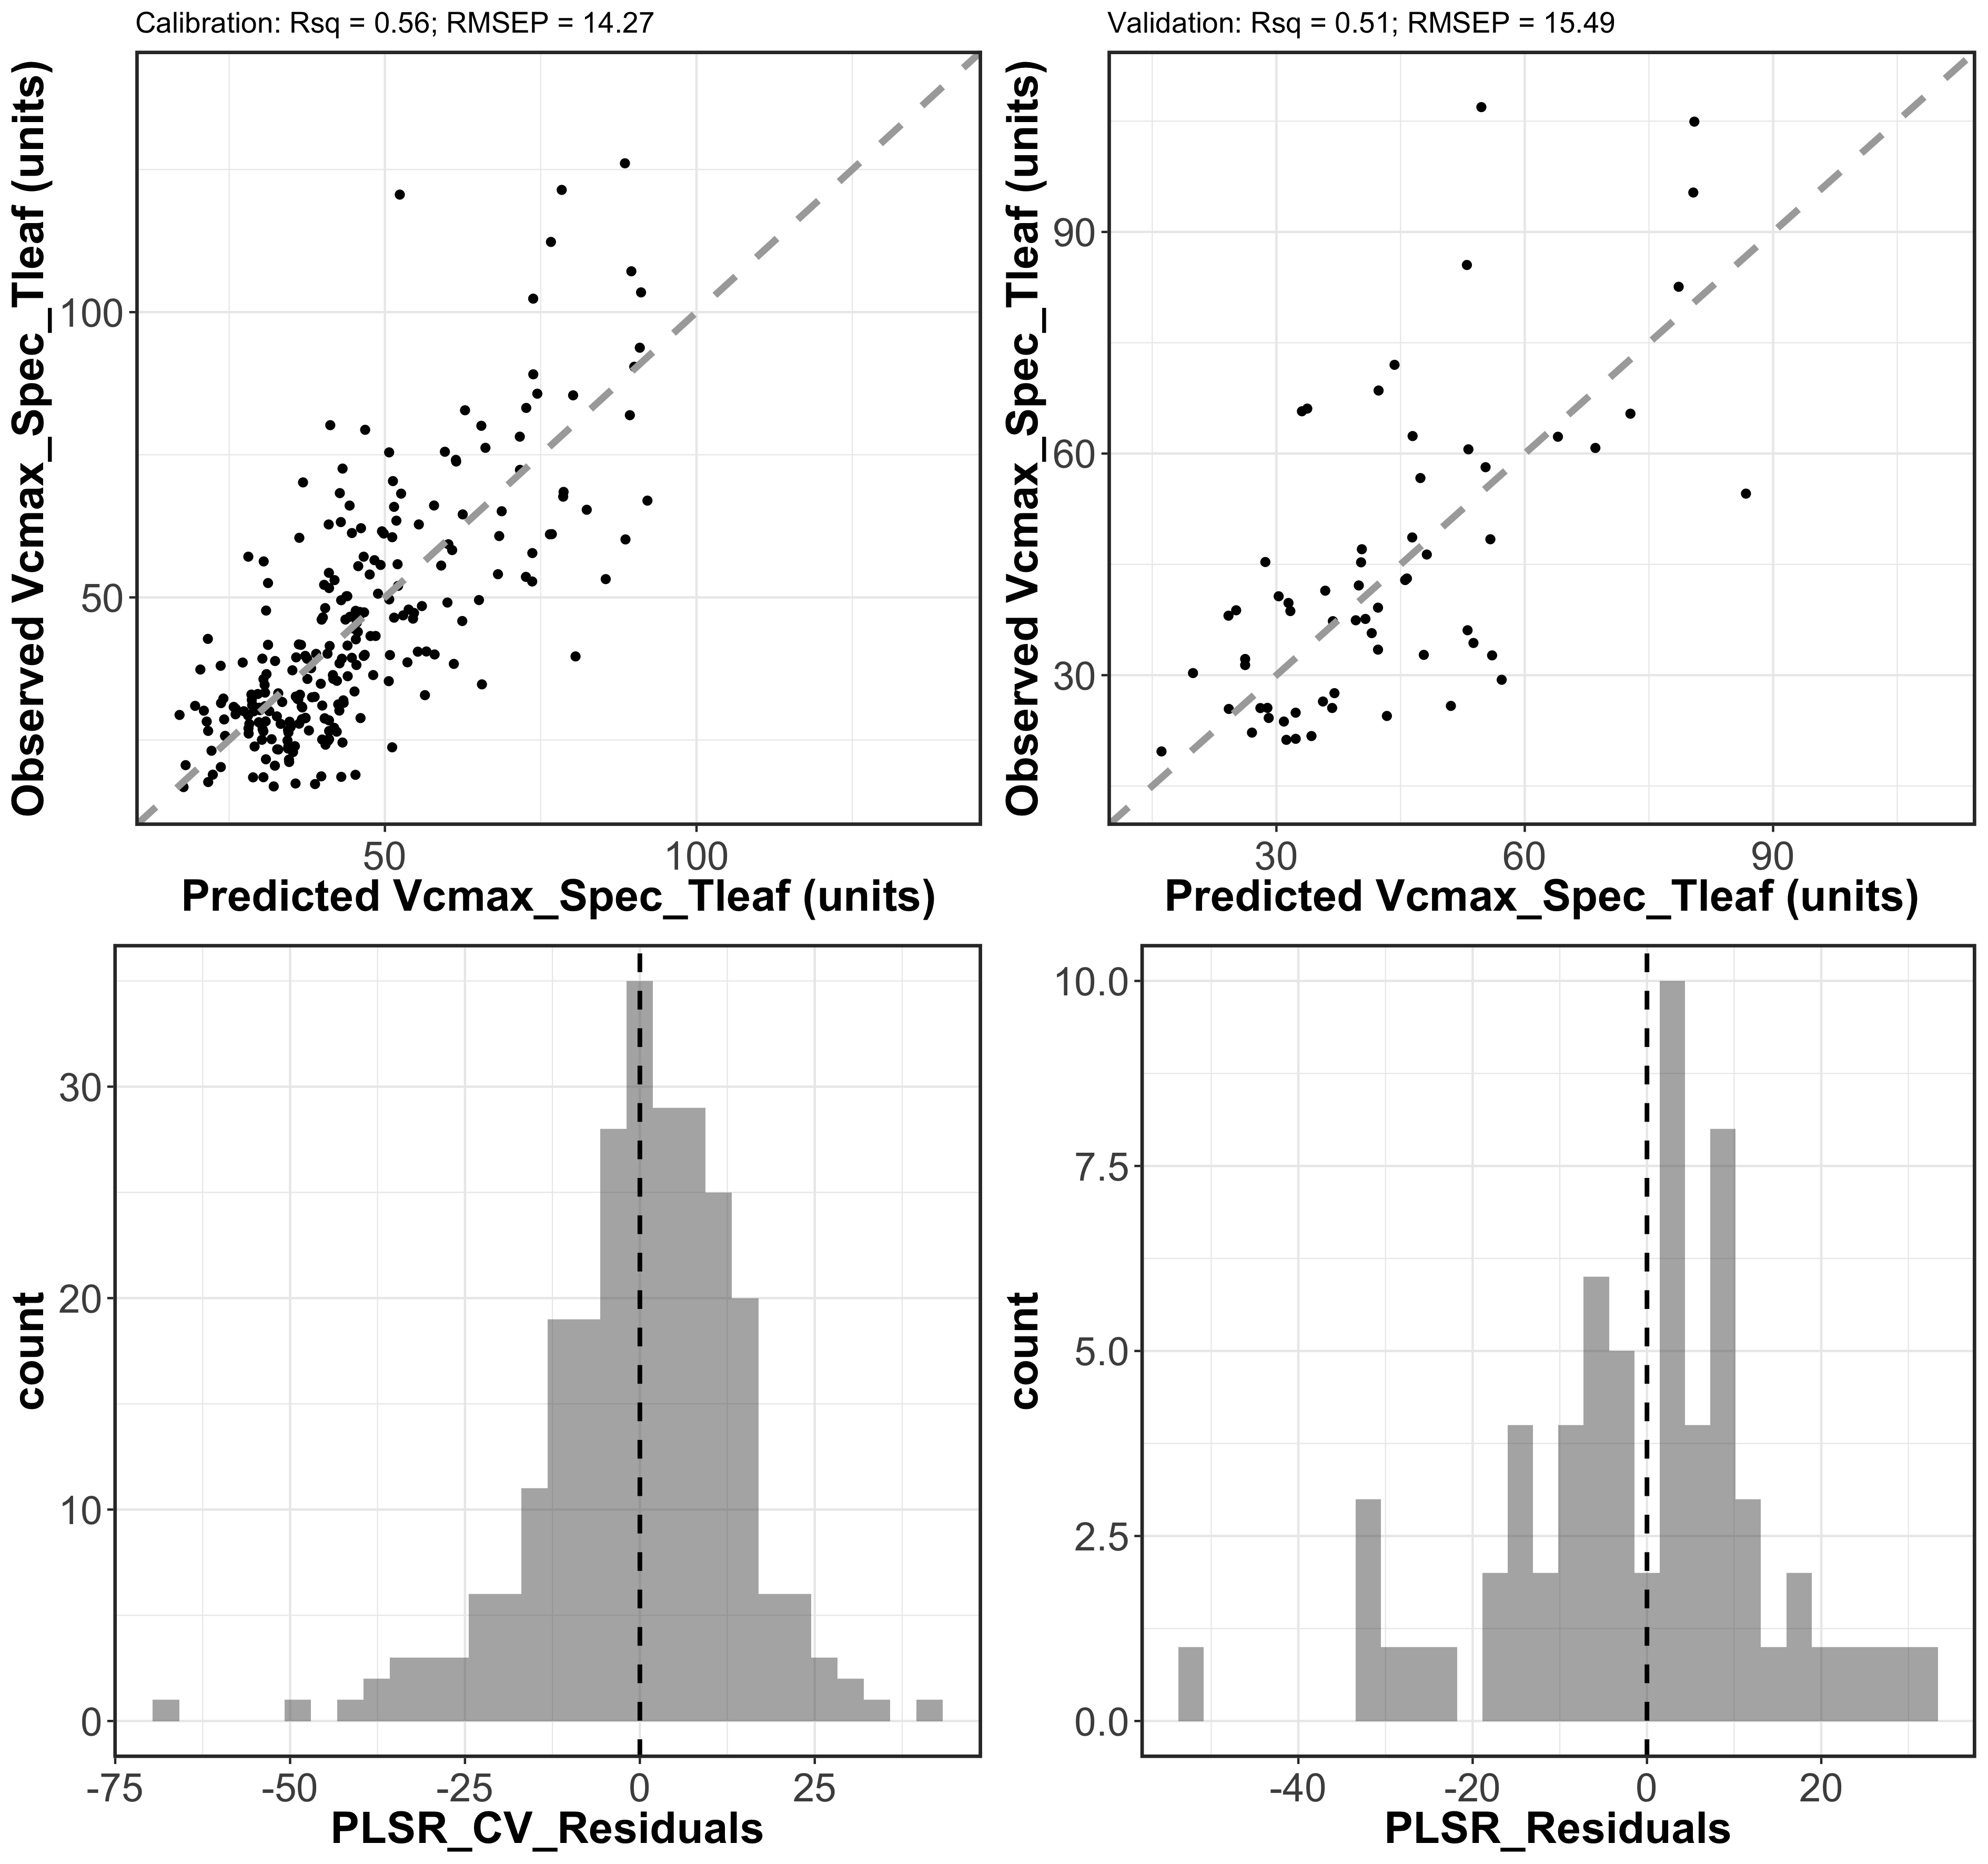 Calibration: Rsq = 0.56; RMSEP = 14.27
Observed Vcmax_Spec_Tleaf (units)
100
50
50
100
Predicted Vcmax_Spec_Tleaf (units)
Validation: Rsq = 0.51; RMSEP = 15.49
Observed Vcmax_Spec_Tleaf (units)
90
60
30
30
60
90
Predicted Vcmax_Spec_Tleaf (units)
count
30
20
10
0
-75
-50
-25
0
25
PLSR_CV_Residuals
count
10.0
7.5
5.0
2.5
0.0
-40
-20
0
20
PLSR_Residuals